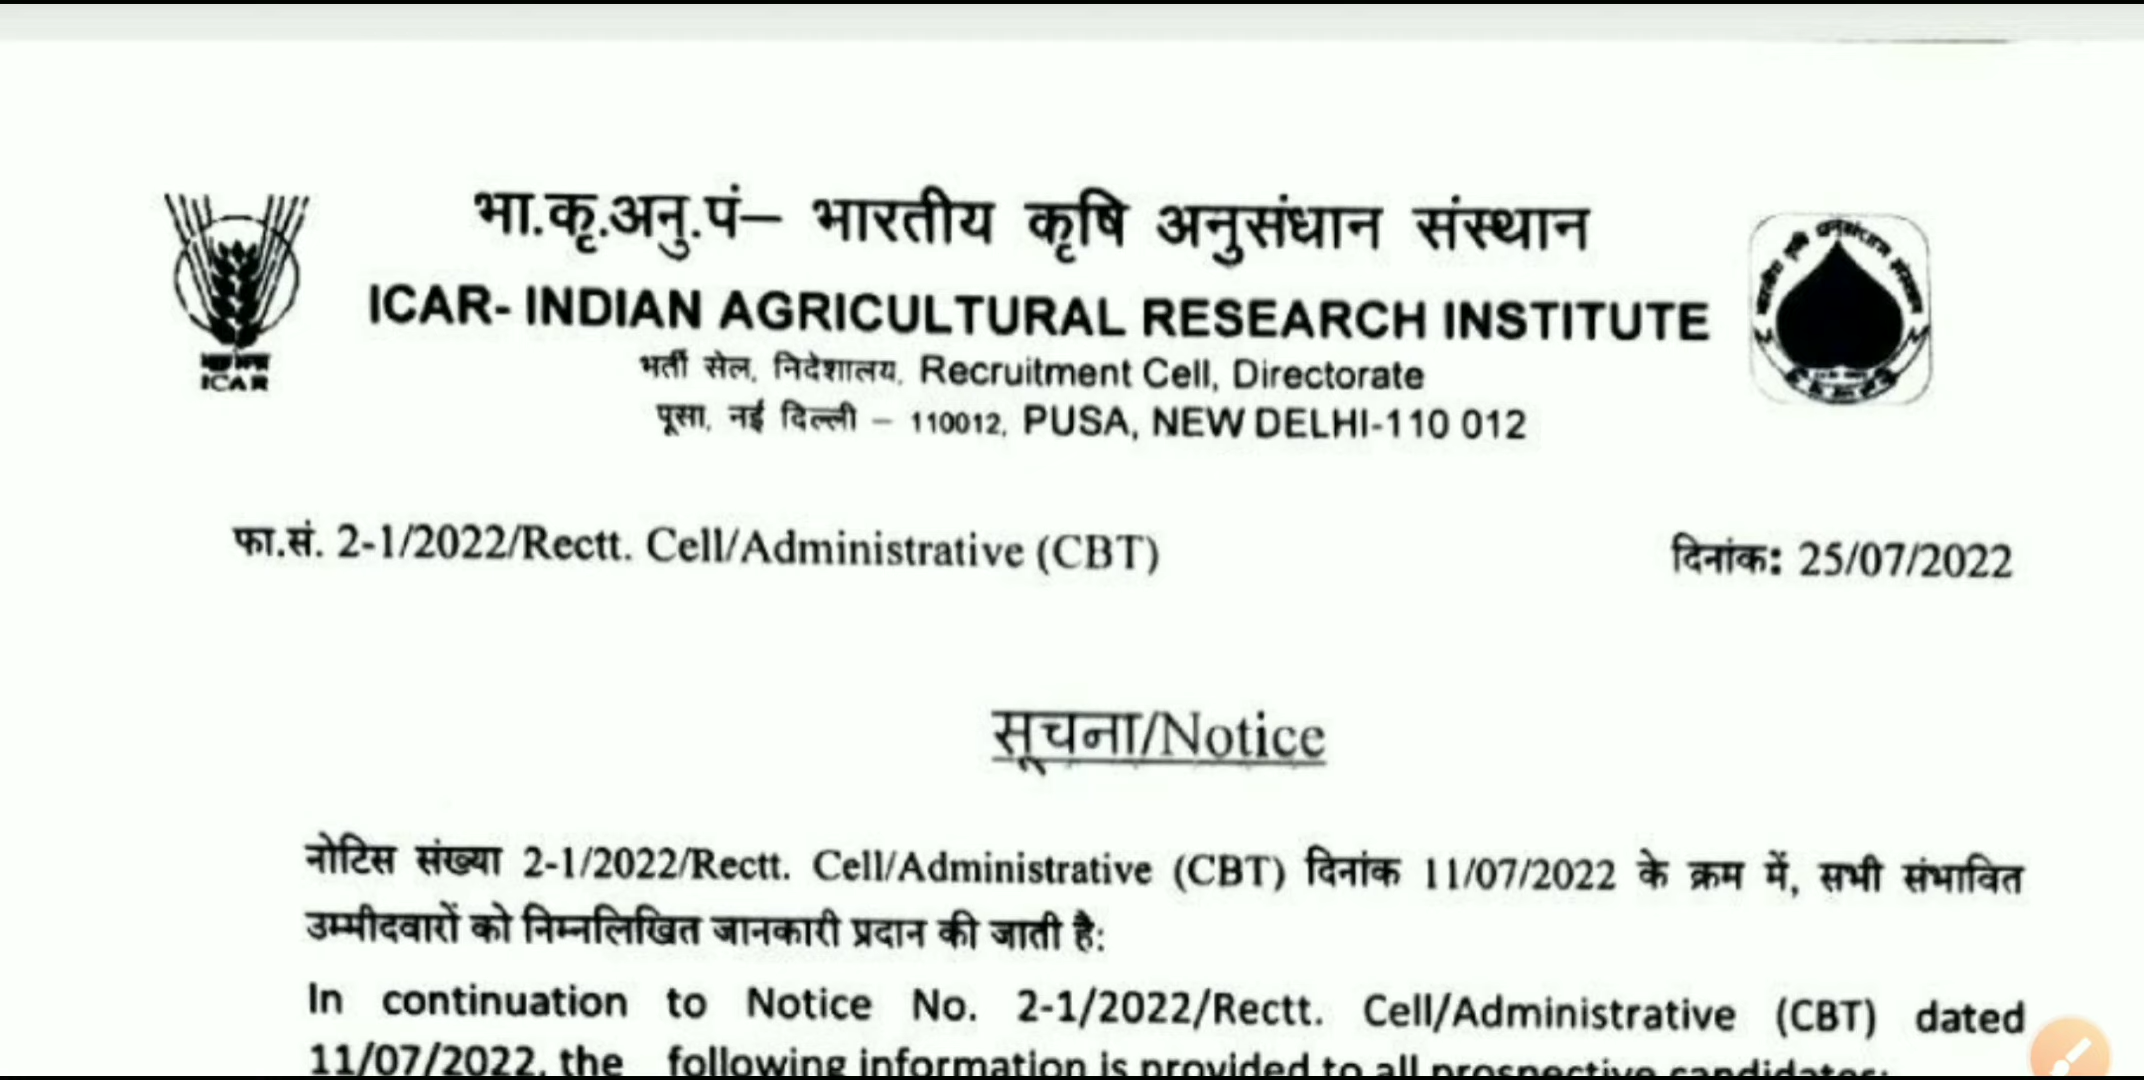 भा.कृ.अनु.पं– भारतीय कृषि अनुसंधान संस्थान
ICAR- INDIAN AGRICULTURAL RESEARCH INSTITUTE
भर्ती सेल, निदेशालय, Recruitment Cell, Directorate
पूसा, नई दिल्ली – 110012, PUSA, NEW DELHI-110 012
ICAR
फा.सं. 2-1/2022/Rectt. Cell/Administrative (CBT) दिनांक: 25/07/2022
सूचना/Notice
नोटिस संख्या 2-1/2022/Rectt. Cell/Administrative (CBT) दिनांक 11/07/2022 के क्रम में, सभी संभावित
उम्मीदवारों को निम्नलिखित जानकारी प्रदान की जाती है:
In continuation to Notice No. 2-1/2022/Rectt. Cell/Administrative (CBT) dated
11/07/2022, the following information is provided to all prospective candidates: